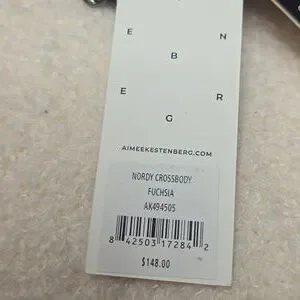 E N
B
E R
G
AIMEEKESTENBERG.COM
NORDY CROSSBODY
FUCHSIA
AK494505
8 42503 17284 2
$148.00